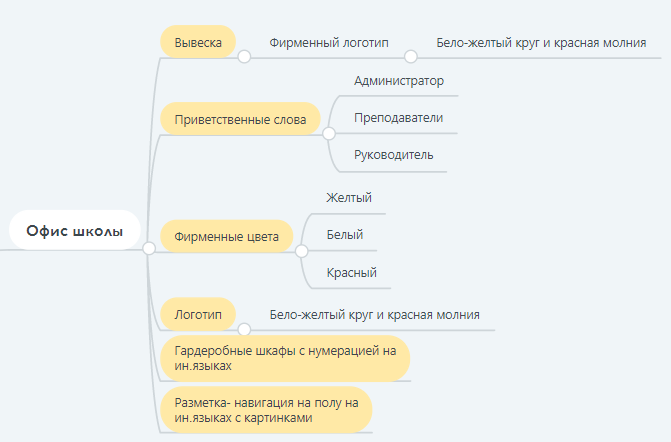 Вывеска
Фирменный логотип
Бело-желтый круг и красная молния
Администратор
Приветственные слова
Преподаватели
Руководитель
Желтый
Офис школы
Фирменные цвета
Белый
Красный
Логотип
Бело-желтый круг и красная молния
Гардеробные шкафы с нумерацией на
ин.языках
Разметка- навигация на полу на
ин.языках с картинками